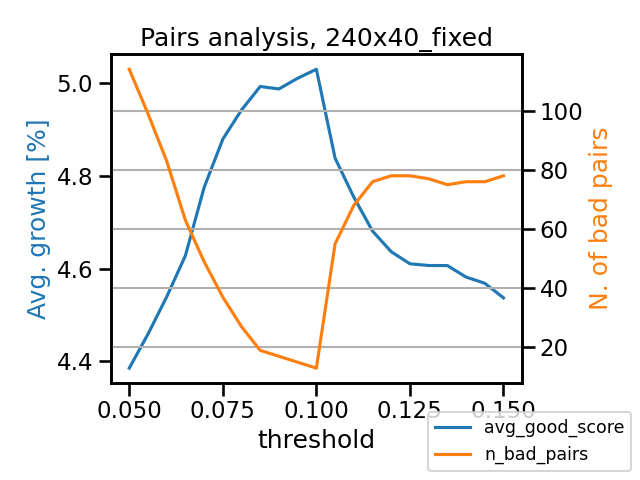 Pairs analysis, 240x40_fixed
Avg. growth [%]
5.0
4.8
4.6
4.4
100
80
60
40
20
N. of bad pairs
0.050 0.075 0.100 0.125 0.150
threshold
avg_good_score
n_bad_pairs